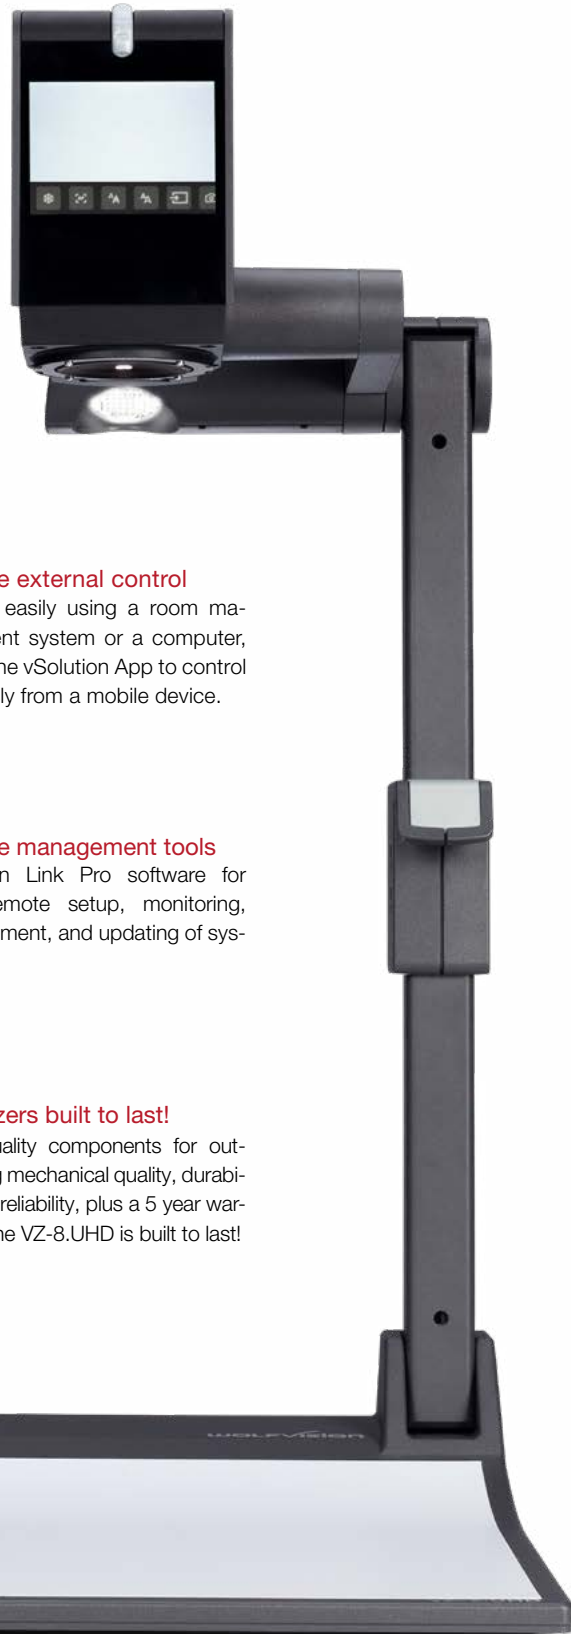 e external control
easily using a room ma-
ent system or a computer,
he vSolution App to control
ly from a mobile device.
e management tools
n Link Pro software for
emote setup, monitoring,
ment, and updating of sys-
zers built to last!
uality components for out-
g mechanical quality, durabi-
reliability, plus a 5 year war-
he VZ-8.UHD is built to last!
WOLFVISION